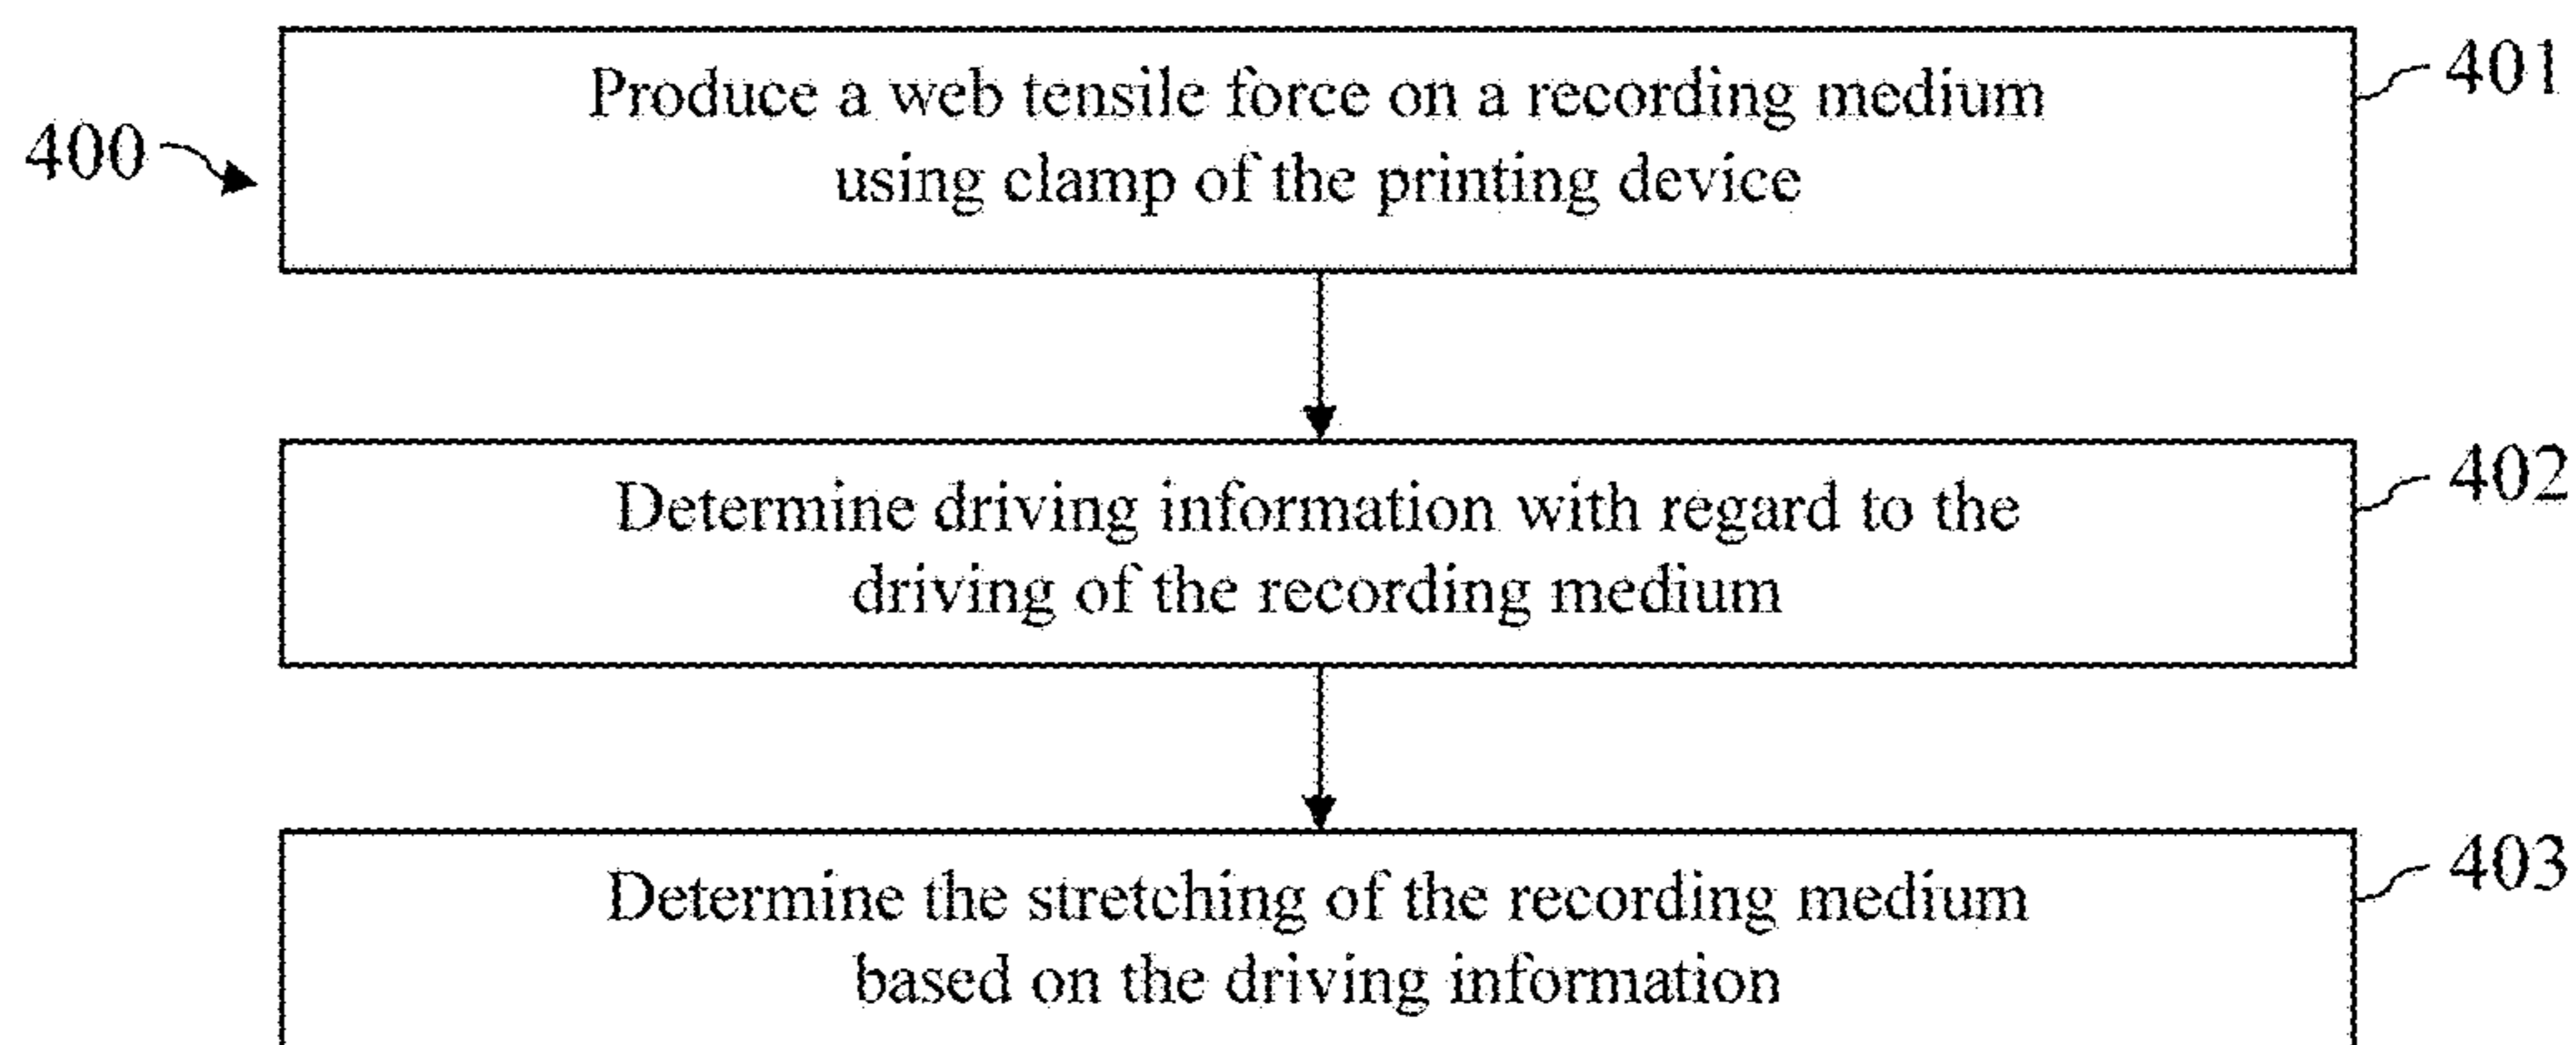 Produce a web tensile force on a recording medium
401
using clamp of the printing device
400
Determine driving information with regard to the
402
driving of the recording medium
Determine the stretching of the recording medium
403
based on the driving information